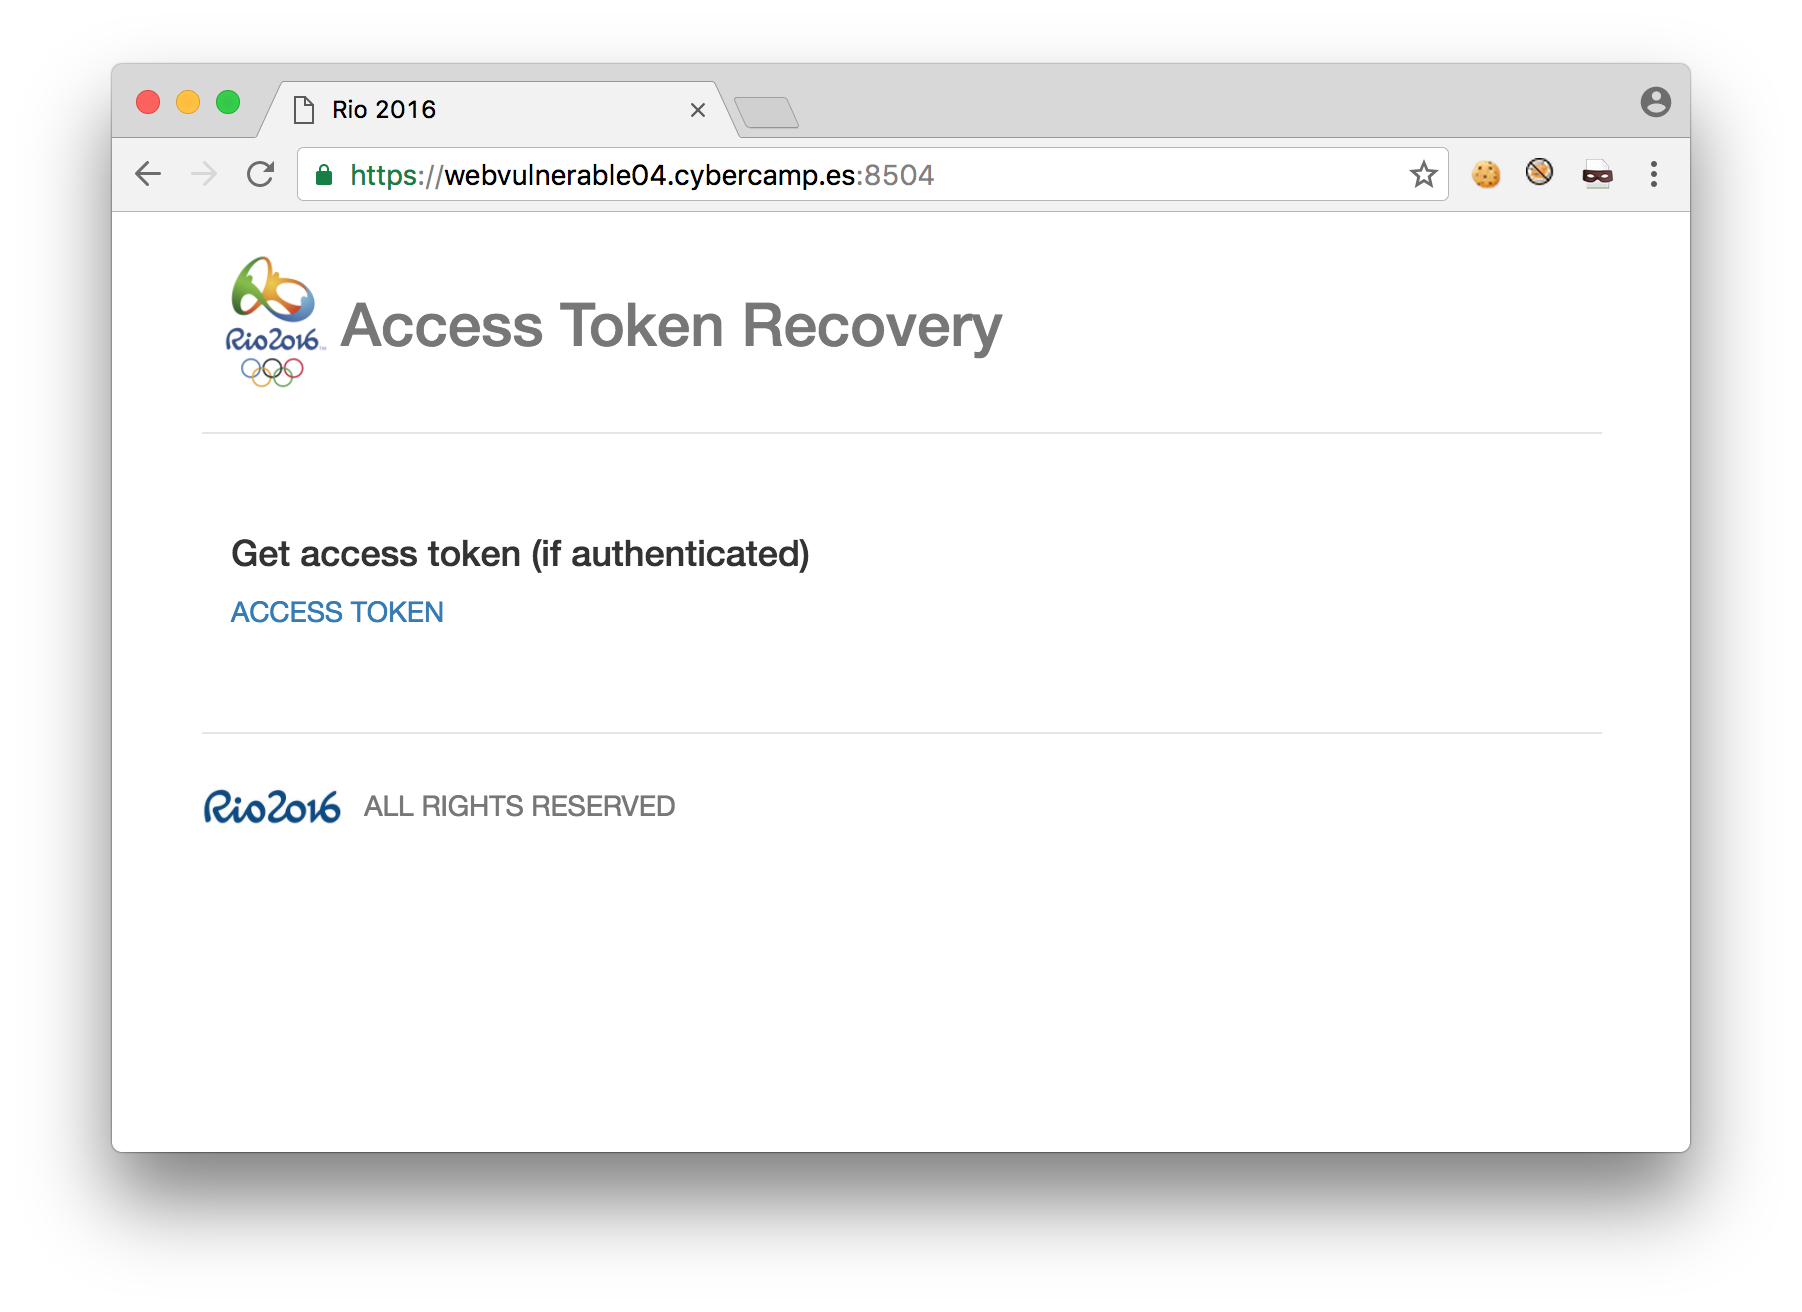 Rio 2016
https://webvulnerable04.cybercamp.es:8504
Rio2016™
Access Token Recovery
Get access token (if authenticated)
ACCESS TOKEN
Rio2016 ALL RIGHTS RESERVED